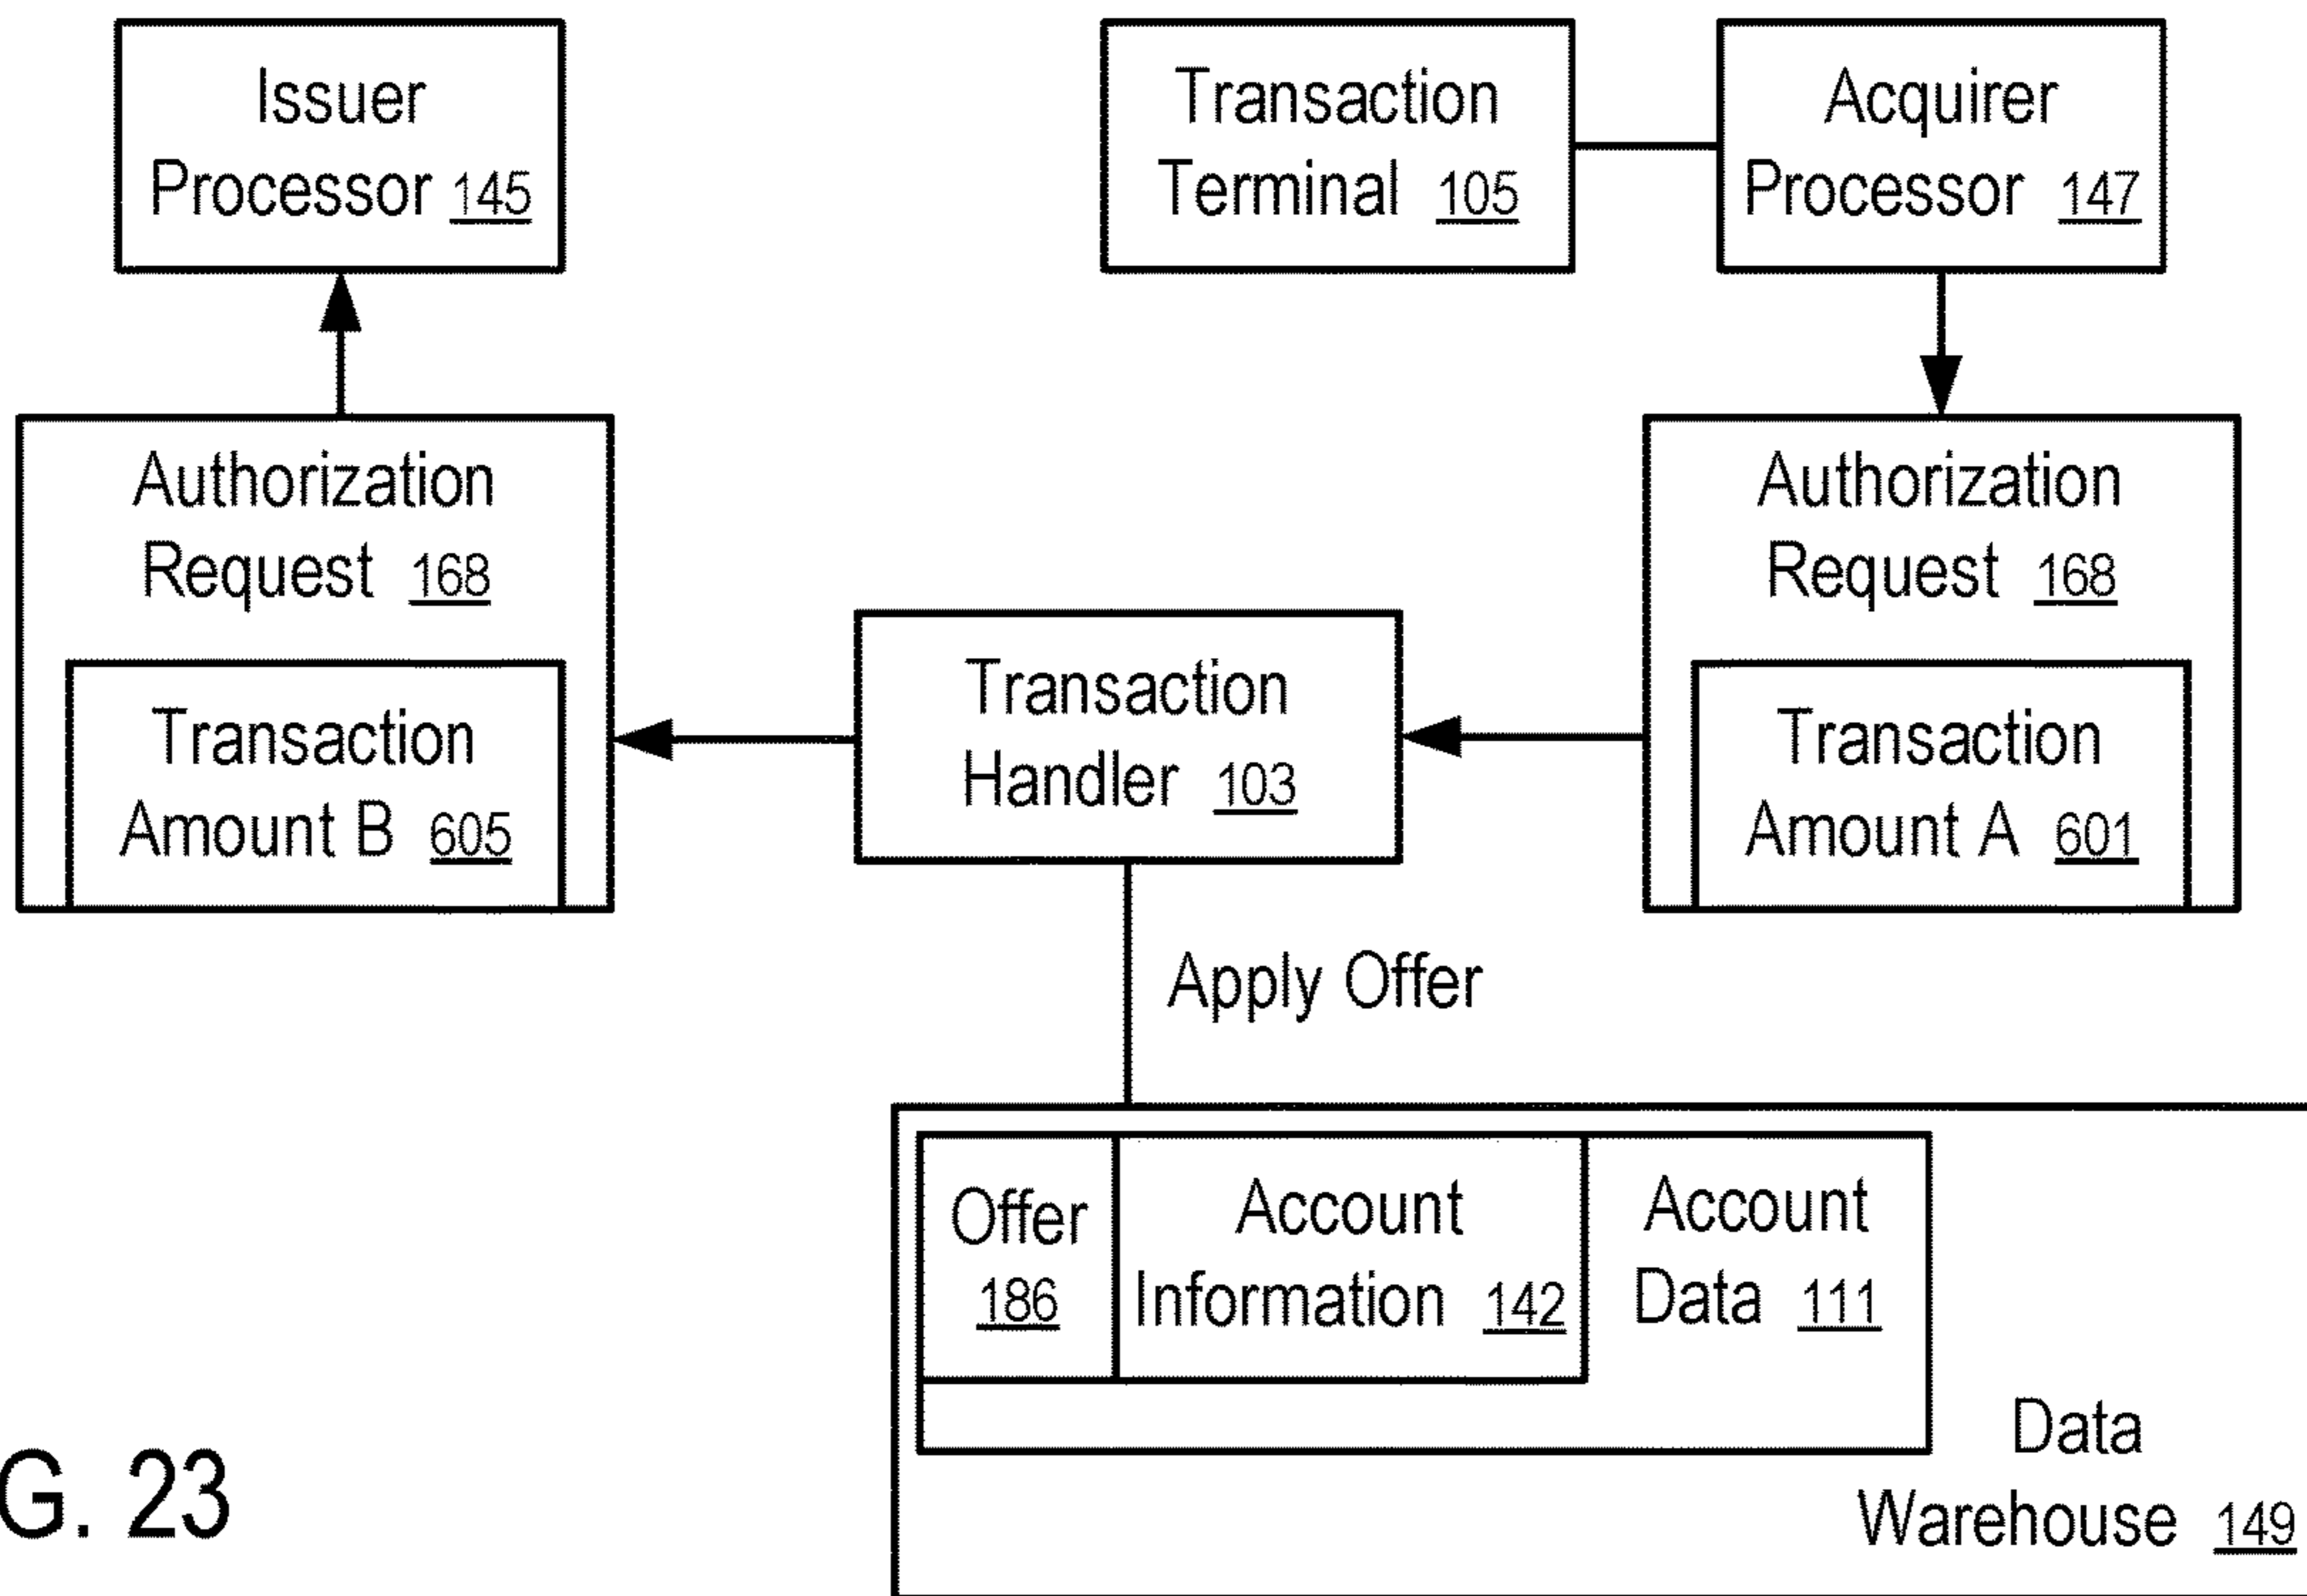 Issuer
Processor 145
Transaction
Terminal 105
Acquirer
Processor 147
Authorization
Request 168
Transaction
Amount B 605
Transaction
Handler 103
Authorization
Request 168
Transaction
Amount A 601
Apply Offer
Offer
186
Account
Information 142
Account
Data 111
Data
Warehouse 149
G. 23